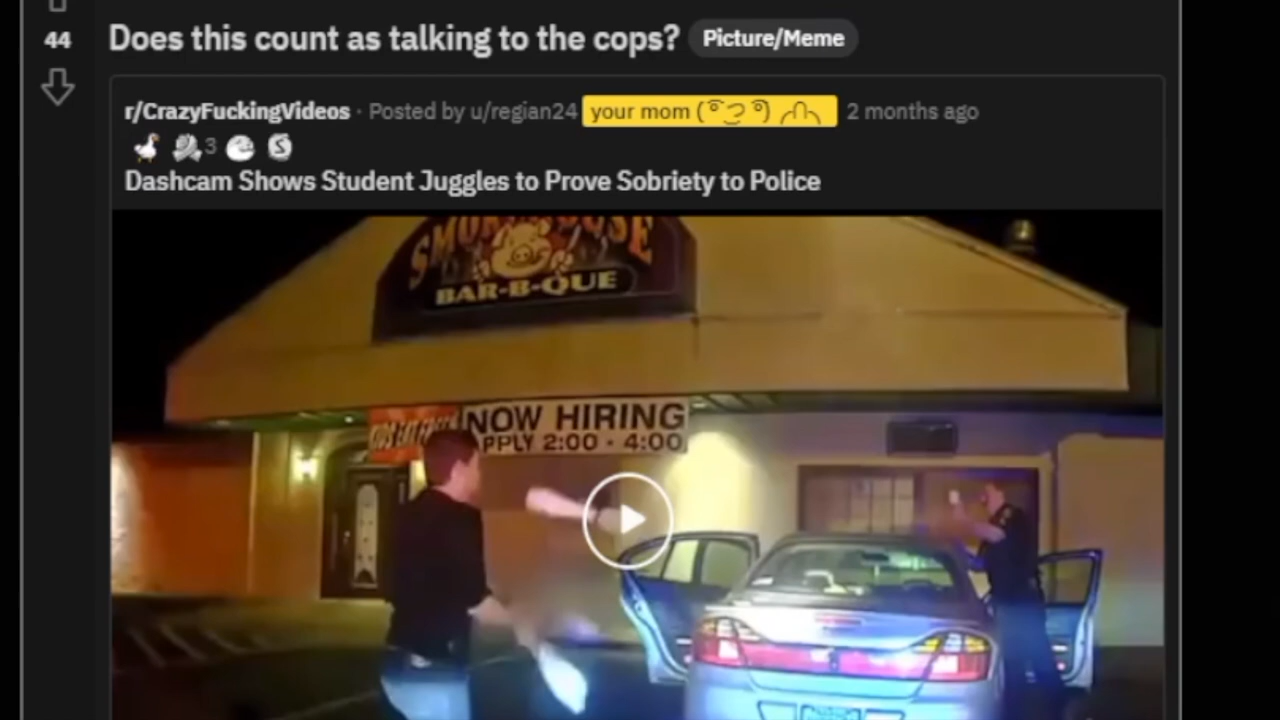 44
Does this count as talking to the cops? Picture/Meme
r/CrazyFuckingVideos · Posted by u/regian24 your mom ( ͡° ͜ʖ ͡°) ╭∩╮ 2 months ago
3
Dashcam Shows Student Juggles to Prove Sobriety to Police
BAR-B-QUE
NOW HIRING
PPLY 2:00 - 4:00